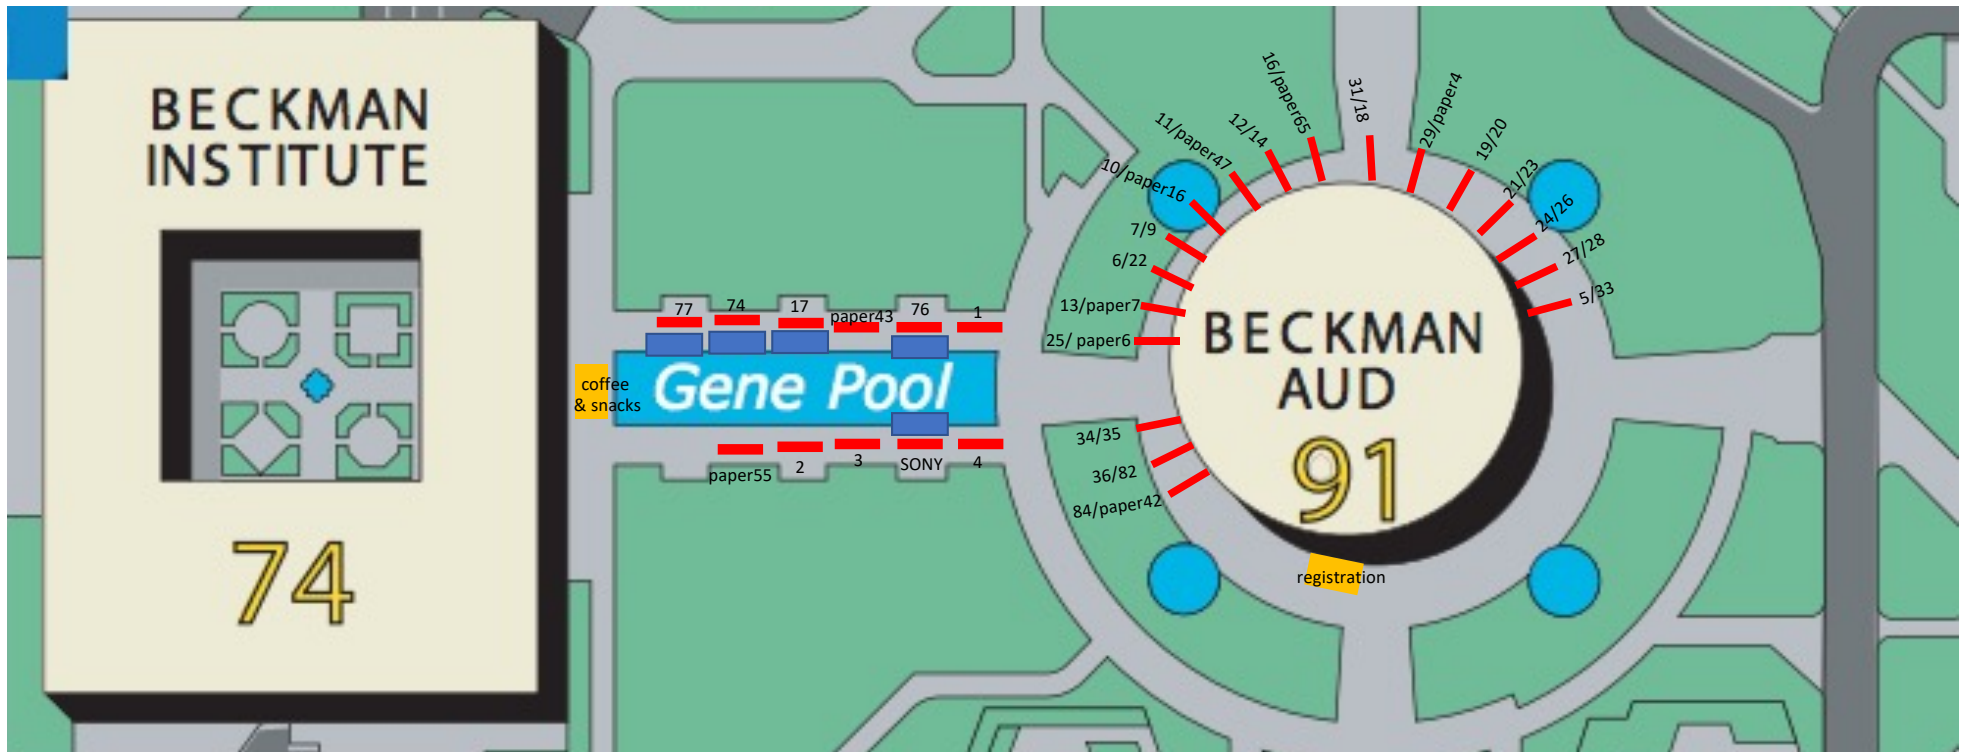 BECKMAN
INSTITUTE
74
77
74
17
paper43
76
1
coffee
& snacks
Gene Pool
paper55
2
3
SONY
4
16/paper65
31/18
29/paper4
12/14
19/20
11/paper47
10/paper16
21/23
24/26
7/9
27/28
6/22
5/33
13/paper7
25/ paper6
BECKMAN
AUD
91
34/35
36/82
84/paper42
registration